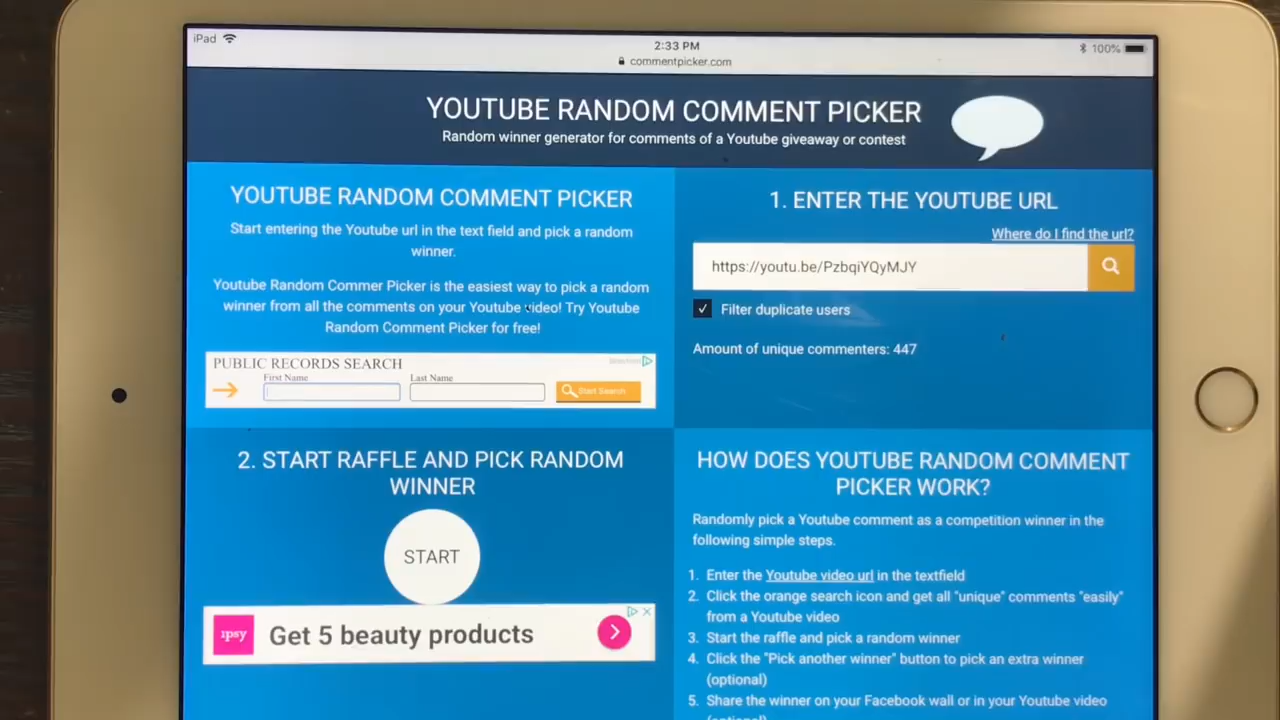 iPad
2:33 PM
100%
commentpicker.com
YOUTUBE RANDOM COMMENT PICKER
Random winner generator for comments of a Youtube giveaway or contest
YOUTUBE RANDOM COMMENT PICKER
Start entering the Youtube url in the text field and pick a random
winner.
Youtube Random Commer Picker is the easiest way to pick a random
winner from all the comments on your Youtube video! Try Youtube
Random Comment Picker for free!
PUBLIC RECORDS SEARCH
First Name
Last Name
Start Search
1. ENTER THE YOUTUBE URL
Where do I find the url?
https://youtu.be/PzbqiYQyMJY
Filter duplicate users
Amount of unique commenters: 447
2. START RAFFLE AND PICK RANDOM
WINNER
START
ipsy
Get 5 beauty products
HOW DOES YOUTUBE RANDOM COMMENT
PICKER WORK?
Randomly pick a Youtube comment as a competition winner in the
following simple steps.
1. Enter the Youtube video url in the textfield
2. Click the orange search icon and get all "unique" comments "easily"
from a Youtube video
3. Start the raffle and pick a random winner
4. Click the "Pick another winner" button to pick an extra winner
(optional)
5. Share the winner on your Facebook wall or in your Youtube video